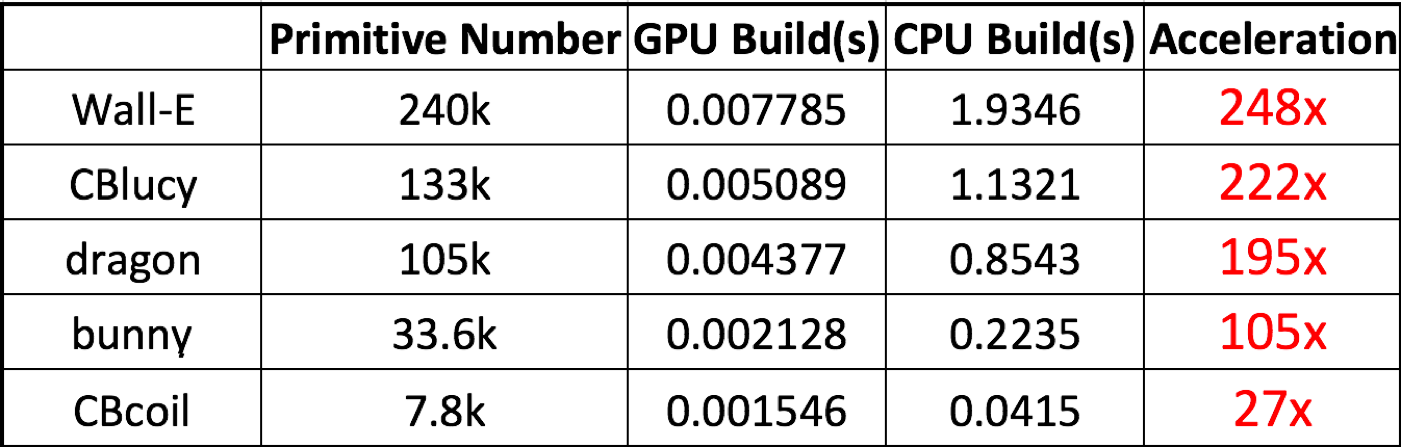 Primitive Number GPU Build(s) CPU Build(s) Acceleration
Wall-E 240k 0.007785 1.9346 248x
CBlucy 133k 0.005089 1.1321 222x
dragon 105k 0.004377 0.8543 195x
bunny 33.6k 0.002128 0.2235 105x
CBcoil 7.8k 0.001546 0.0415 27x